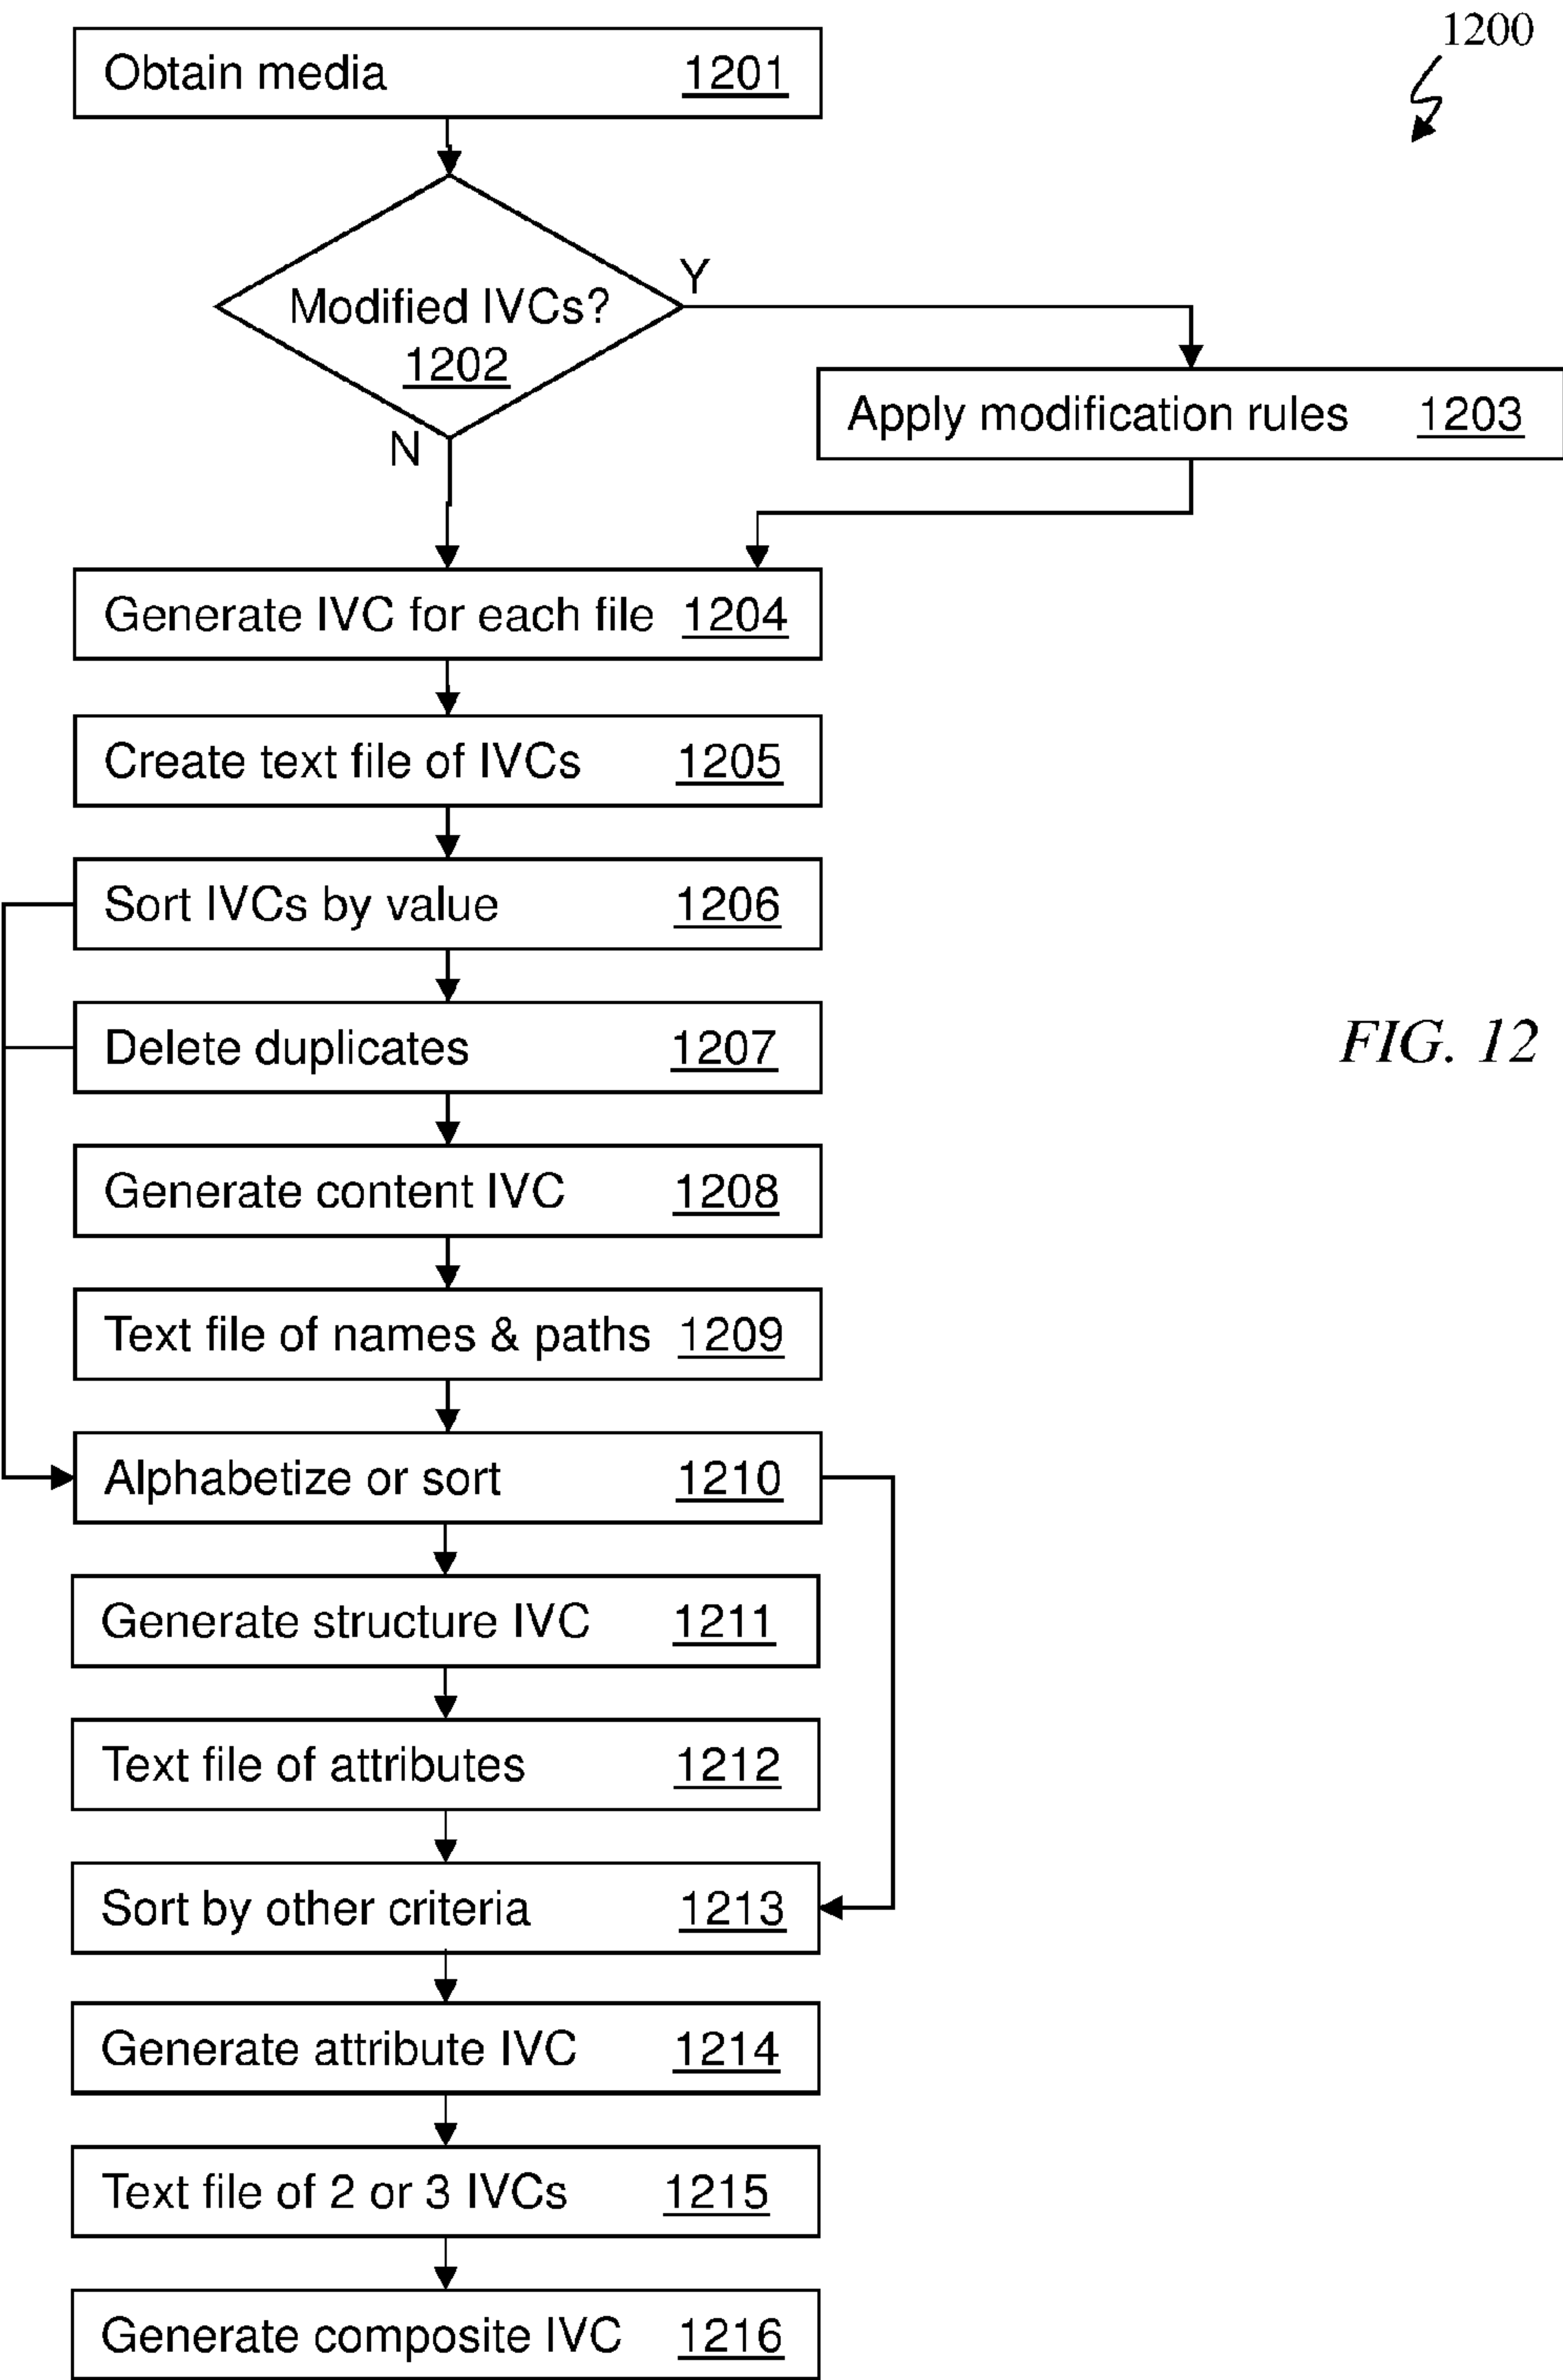 1200
Obtain media 1201
Modified IVCs?
1202
Y
N
Apply modification rules 1203
Generate IVC for each file 1204
Create text file of IVCs 1205
Sort IVCs by value 1206
Delete duplicates 1207
FIG. 12
Generate content IVC 1208
Text file of names & paths 1209
Alphabetize or sort 1210
Generate structure IVC 1211
Text file of attributes 1212
Sort by other criteria 1213
Generate attribute IVC 1214
Text file of 2 or 3 IVCs 1215
Generate composite IVC 1216